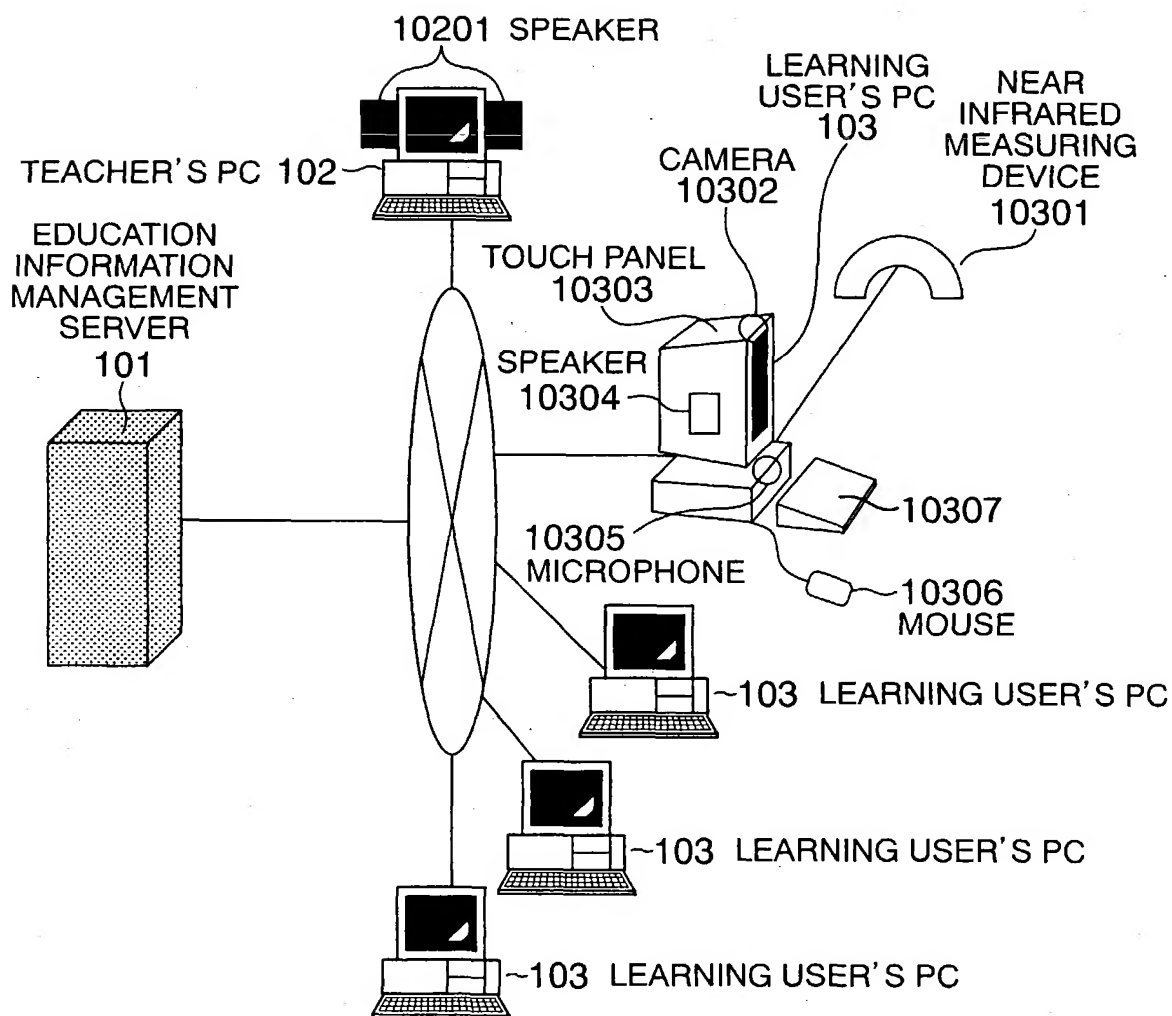 10201 SPEAKER
TEACHER'S PC 102
LEARNING
USER'S PC
103
NEAR
INFRARED
MEASURING
DEVICE
10301
CAMERA
10302
TOUCH PANEL
10303
SPEAKER
10304
EDUCATION
INFORMATION
MANAGEMENT
SERVER
101
10307
10305
MICROPHONE
10306
MOUSE
103 LEARNING USER'S PC
103 LEARNING USER'S PC
103 LEARNING USER'S PC